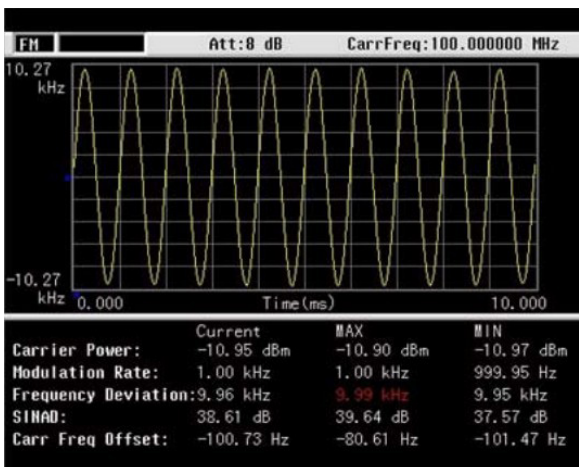 FM Att:8 dB CarrFreq:100.000000 MHz
10.27
kHz
-10.27
kHz
0.000 Time(ms) 10.000
Current MAX MIN
Carrier Power: -10.95 dBm -10.90 dBm -10.97 dBm
Modulation Rate: 1.00 kHz 1.00 kHz 999.95 Hz
Frequency Deviation:9.96 kHz 9.99 kHz 9.95 kHz
SINAD: 38.61 dB 39.64 dB 37.57 dB
Carr Freq Offset: -100.73 Hz -80.61 Hz -101.47 Hz